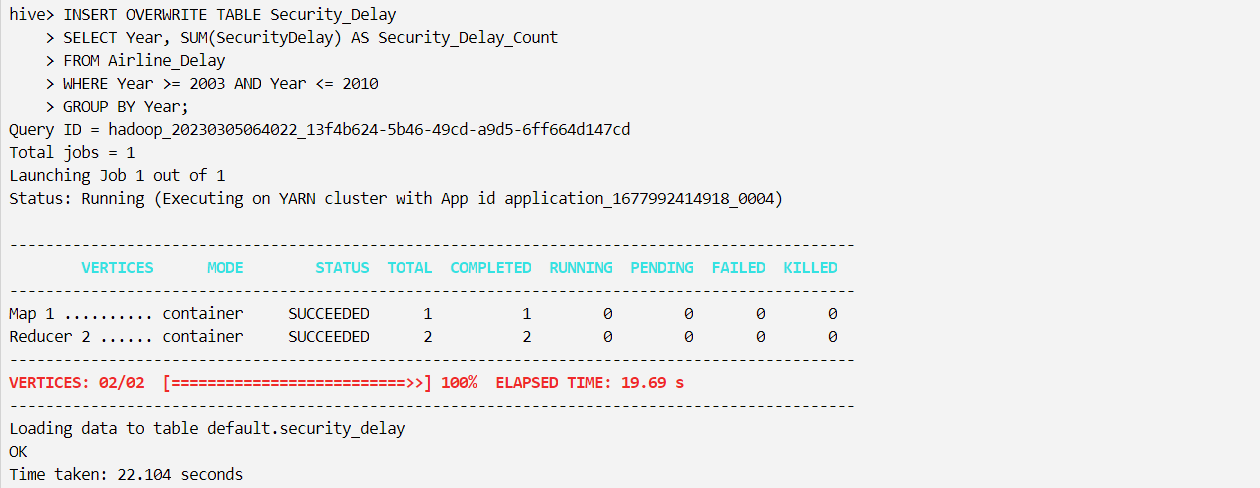 hive> INSERT OVERWRITE TABLE Security_Delay
    > SELECT Year, SUM(SecurityDelay) AS Security_Delay_Count
    > FROM Airline_Delay
    > WHERE Year >= 2003 AND Year <= 2010
    > GROUP BY Year;
Query ID = hadoop_20230305064022_13f4b624-5b46-49cd-a9d5-6ff664d147cd
Total jobs = 1
Launching Job 1 out of 1
Status: Running (Executing on YARN cluster with App id application_1677992414918_0004)
----------------------------------------------------------------------------------------------
        VERTICES      MODE        STATUS  TOTAL  COMPLETED  RUNNING  PENDING  FAILED  KILLED
----------------------------------------------------------------------------------------------
Map 1 .......... container     SUCCEEDED      1          1        0        0       0       0
Reducer 2 ...... container     SUCCEEDED      2          2        0        0       0       0
----------------------------------------------------------------------------------------------
VERTICES: 02/02  [==========================>>] 100%  ELAPSED TIME: 19.69 s
----------------------------------------------------------------------------------------------
Loading data to table default.security_delay
OK
Time taken: 22.104 seconds